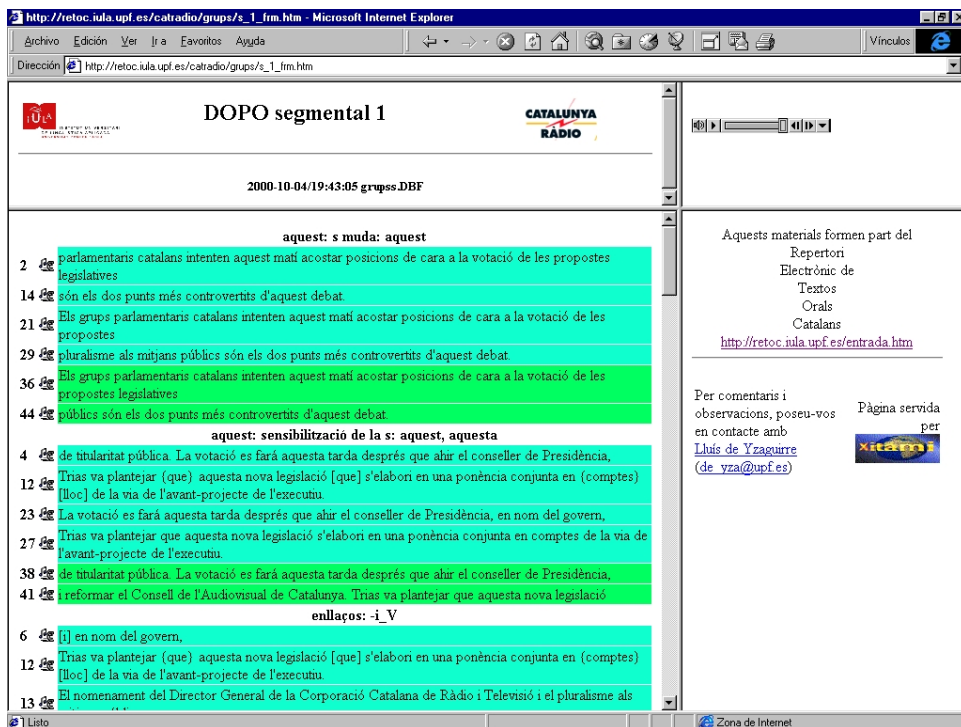 http://retoc.iula.upf.es/catradio/grups/s_1_frm.htm - Microsoft Internet Explorer
Archivo Edición Ver Ir a Favoritos Ayuda
Vínculos
Dirección http://retoc.iula.upf.es/catradio/grups/s_1_frm.htm
DOPO segmental 1
CATALUNYA
RÀDIO
2000-10-04/19:43:05 grupss.DBF
aquest: s muda: aquest
2 parlamentaris catalans intenten aquest matí acostar posicions de cara a la votació de les propostes
legislatives
14 són els dos punts més controvertits d'aquest debat.
21 Els grups parlamentaris catalans intenten aquest matí acostar posicions de cara a la votació de les
propostes
29 pluralisme als mitjans públics són els dos punts més controvertits d'aquest debat.
36 Els grups parlamentaris catalans intenten aquest matí acostar posicions de cara a la votació de les
propostes legislatives
44 públics són els dos punts més controvertits d'aquest debat.
aquest: sensibilització de la s: aquest, aquesta
4 de titularitat pública. La votació es farà aquesta tarda després que ahir el conseller de Presidència,
12 Trias va plantejar {que} aquesta nova legislació [que] s'elabori en una ponència conjunta en {comptes}
[lloc] de la via de l'avant-projecte de l'executiu.
23 La votació es farà aquesta tarda després que ahir el conseller de Presidència, en nom del govern,
27 Trias va plantejar que aquesta nova legislació s'elabori en una ponència conjunta en comptes de la via de
l'avant-projecte de l'executiu.
38 de titularitat pública. La votació es farà aquesta tarda després que ahir el conseller de Presidència,
41 i reformar el Consell de l'Audiovisual de Catalunya. Trias va plantejar que aquesta nova legislació
enllaços: -i_V
6 [i] en nom del govern,
12 Trias va plantejar {que} aquesta nova legislació [que] s'elabori en una ponència conjunta en {comptes}
[lloc] de la via de l'avant-projecte de l'executiu.
13 El nomenament del Director General de la Corporació Catalana de Ràdio i Televisió i el pluralisme als
Aquests materials formen part del
Repertori
Electrònic de
Textos
Orals
Catalans
http://retoc.iula.upf.es/entrada.htm
Per comentaris i
observacions, poseu-vos
en contacte amb
Lluís de Yzaguirre
(de_yza@upf.es)
Pàgina servida
per
xitami
Listo
Zona de Internet